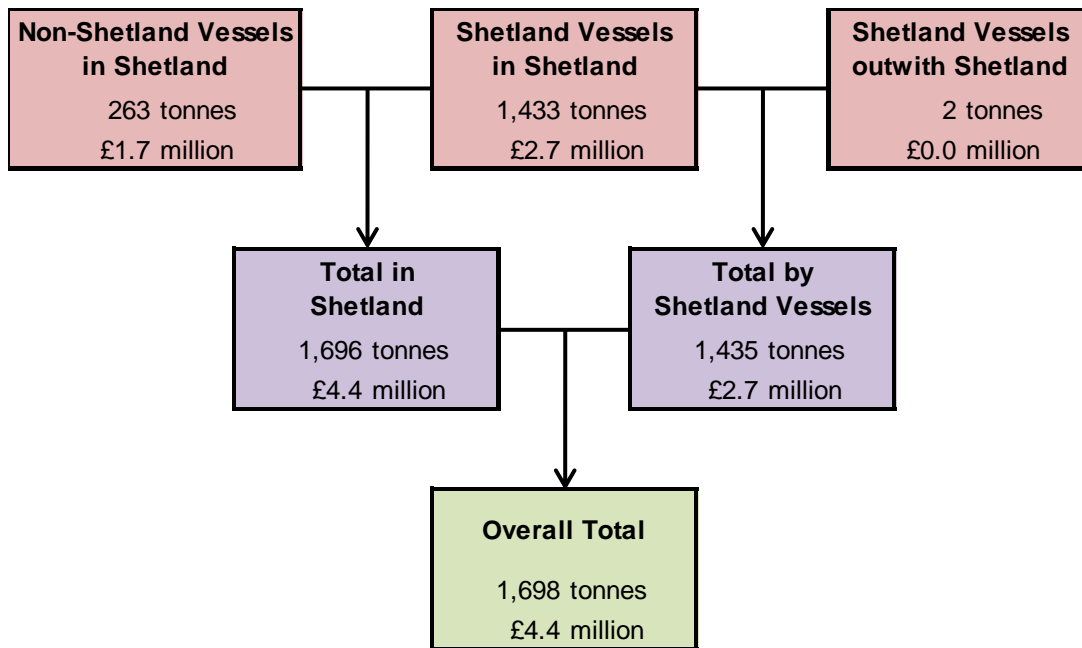 Non-Shetland Vessels
in Shetland
263 tonnes
£1.7 million
Shetland Vessels
in Shetland
1,433 tonnes
£2.7 million
Shetland Vessels
outwith Shetland
2 tonnes
£0.0 million
Total in
Shetland
1,696 tonnes
£4.4 million
Total by
Shetland Vessels
1,435 tonnes
£2.7 million
Overall Total
1,698 tonnes
£4.4 million